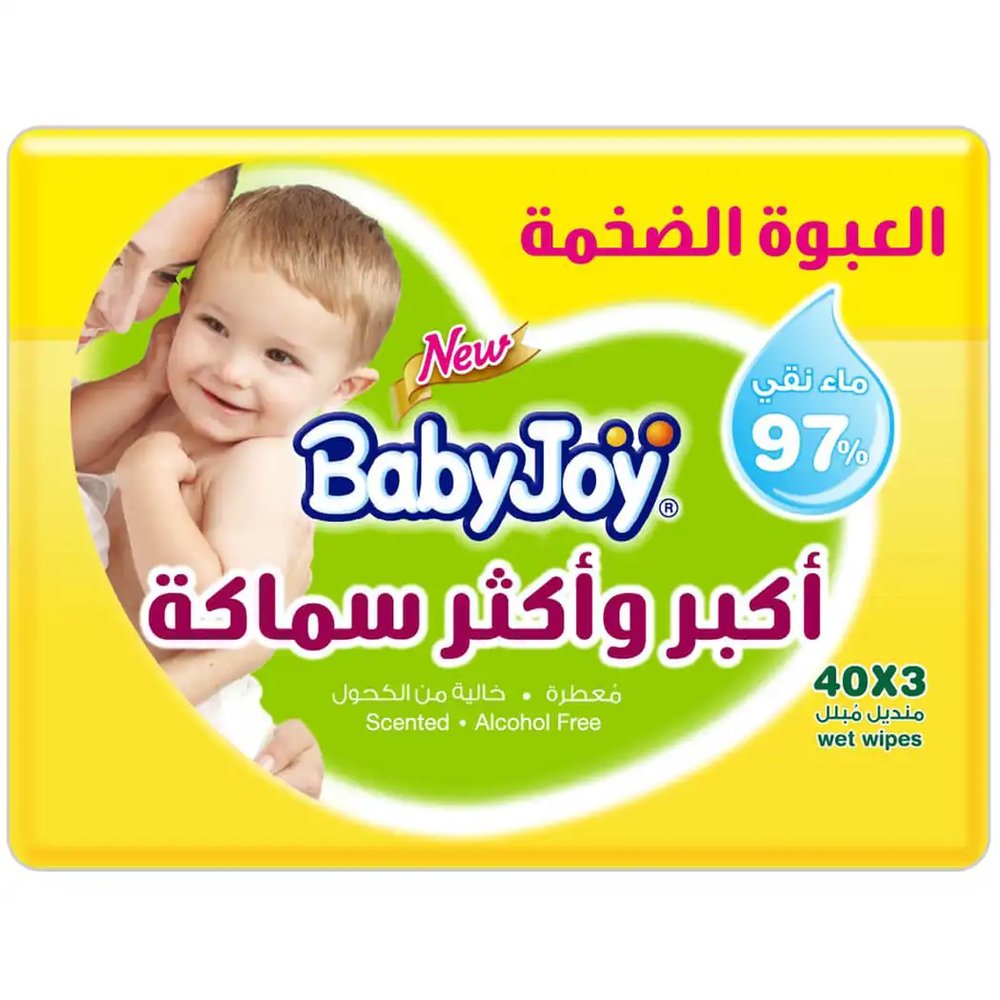 العبوة الضخمة
New
ماء نقي
97%
BabyJoy®
أكبر وأكثر سماكة
مُعطرة • خالية من الكحول
Scented • Alcohol Free
40X3
منديل مُبلل
wet wipes